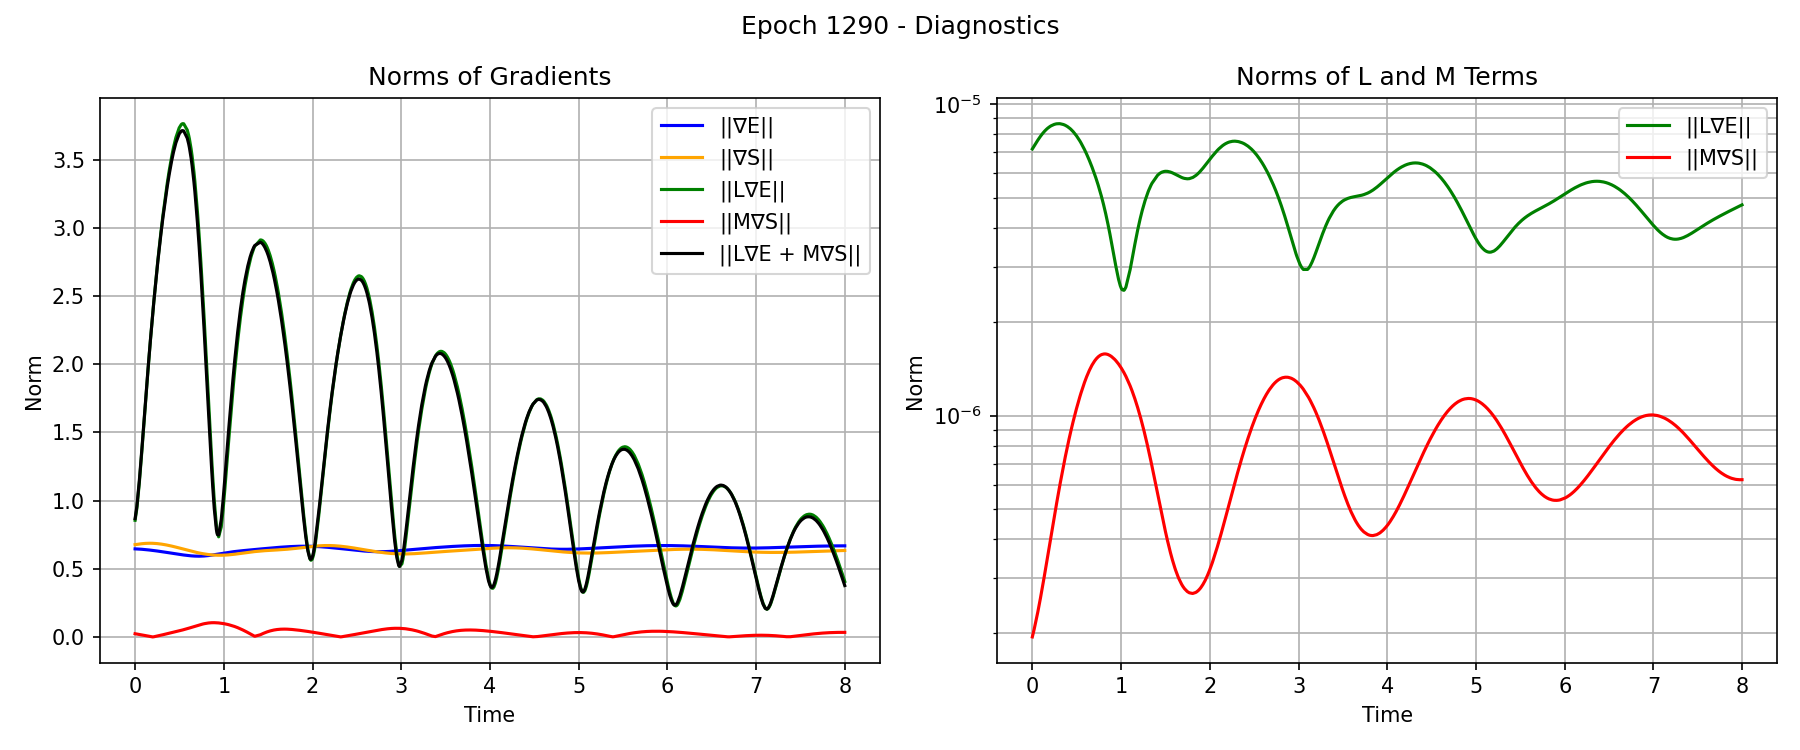 Epoch 1290 - Diagnostics
Norms of Gradients
||∇E||
||∇S||
||L∇E||
||M∇S||
||L∇E + M∇S||
3.5
3.0
2.5
2.0
1.5
1.0
0.5
0.0
Norm
0 1 2 3 4 5 6 7 8
Time
Norms of L and M Terms
||L∇E||
||M∇S||
10⁻⁵
10⁻⁶
Norm
0 1 2 3 4 5 6 7 8
Time